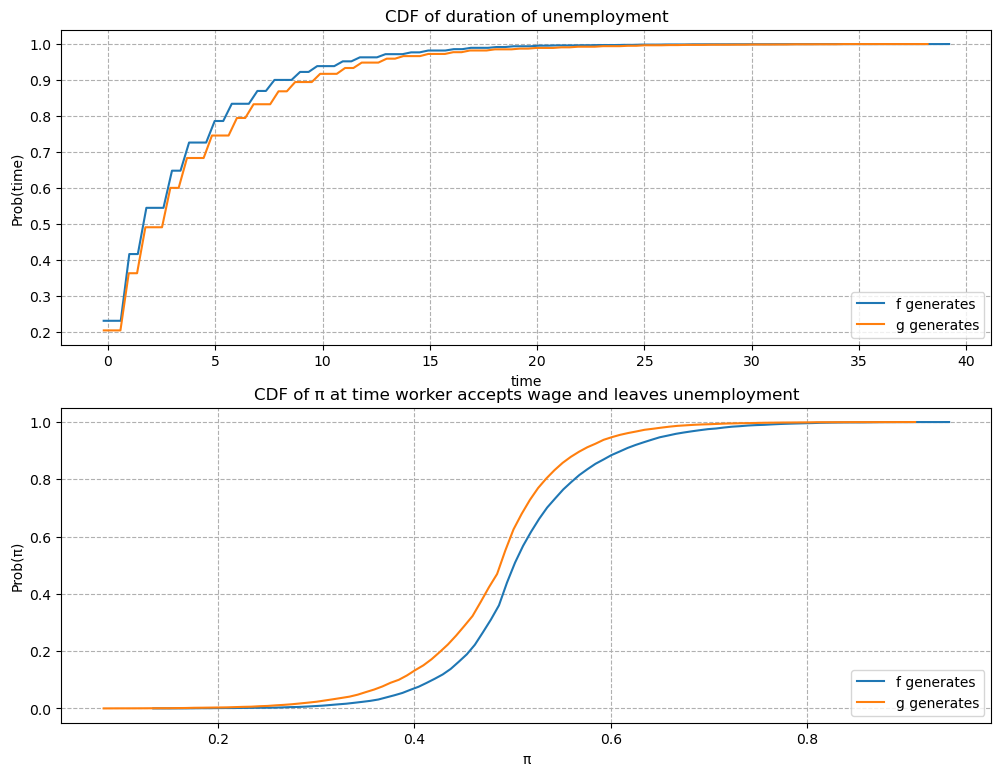 CDF of duration of unemployment
1.0
0.9
0.8
0.7
0.6
0.5
0.4
0.3
0.2
Prob(time)
f generates
g generates
0 5 10 15 20 25 30 35 40
time
CDF of π at time worker accepts wage and leaves unemployment
1.0
0.8
0.6
0.4
0.2
0.0
Prob(π)
f generates
g generates
0.2 0.4 0.6 0.8
π